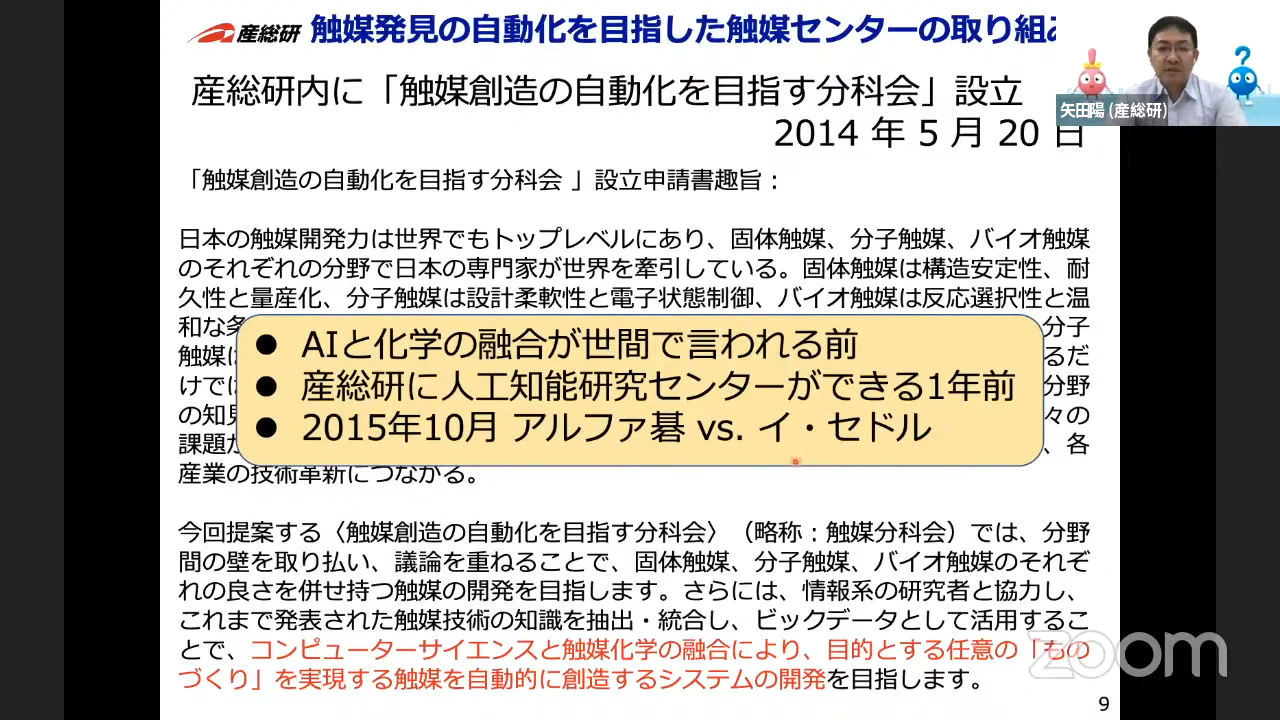 産総研 触媒発見の自動化を目指した触媒センターの取り組み
矢田陽 (産総研)
産総研内に「触媒創造の自動化を目指す分科会」設立
2014 年 5 月 20 日
「触媒創造の自動化を目指す分科会 」設立申請書趣旨：
日本の触媒開発力は世界でもトップレベルにあり、固体触媒、分子触媒、バイオ触媒
のそれぞれの分野で日本の専門家が世界を牽引している。固体触媒は構造安定性、耐
久性と量産化、分子触媒は設計柔軟性と電子状態制御、バイオ触媒は反応選択性と温
和な条 分子
触媒は るだ
けでは 分野
の知見 々の
課題が 、各
● AIと化学の融合が世間で言われる前
● 産総研に人工知能研究センターができる1年前
● 2015年10月 アルファ碁 vs. イ・セドル
産業の技術革新につながる。
今回提案する〈触媒創造の自動化を目指す分科会〉（略称：触媒分科会）では、分野
間の壁を取り払い、議論を重ねることで、固体触媒、分子触媒、バイオ触媒のそれぞ
れの良さを併せ持つ触媒の開発を目指します。さらには、情報系の研究者と協力し、
これまで発表された触媒技術の知識を抽出・統合し、ビックデータとして活用するこ
とで、コンピューターサイエンスと触媒化学の融合により、目的とする任意の「もの
づくり」を実現する触媒を自動的に創造するシステムの開発を目指します。
zoom
9